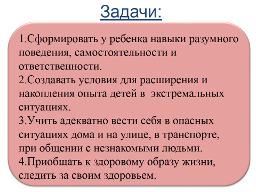 Задачи:
1.Сформировать у ребенка навыки разумного
поведения, самостоятельности и
ответственности.
2.Создавать условия для расширения и
накопления опыта детей в  экстремальных
ситуациях.
3.Учить адекватно вести себя в опасных
ситуациях дома и на улице, в транспорте,
при общении с незнакомыми людьми.
4.Приобщать к здоровому образу жизни,
следить за своим здоровьем.